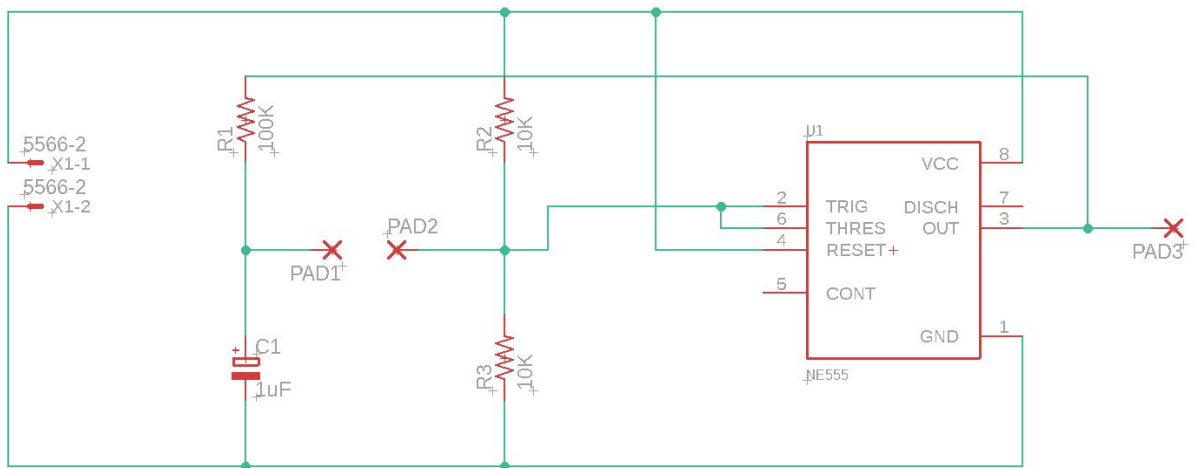 5566-2
X1-1
5566-2
X1-2
R1
100K
PAD1
+
C1
1uF
R2
10K
PAD2
R3
10K
U1
2
TRIG
6
THRES
4
RESET
5
CONT
VCC
8
DISCH
7
OUT
3
GND
1
NE555
PAD3